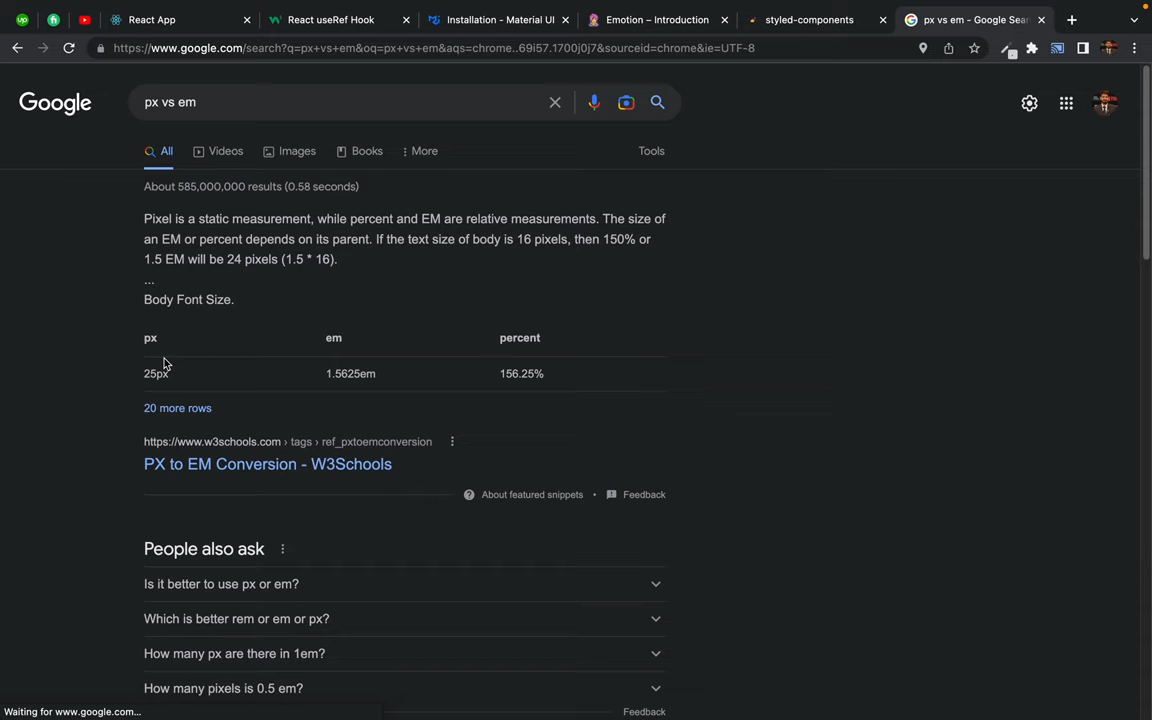 React App
React useRef Hook
Installation - Material UI
Emotion – Introduction
styled-components
px vs em - Google Sear
https://www.google.com/search?q=px+vs+em&oq=px+vs+em&aqs=chrome..69i57.1700j0j7&sourceid=chrome&ie=UTF-8
Google
px vs em
All
Videos
Images
Books
More
Tools
About 585,000,000 results (0.58 seconds)
Pixel is a static measurement, while percent and EM are relative measurements. The size of
an EM or percent depends on its parent. If the text size of body is 16 pixels, then 150% or
1.5 EM will be 24 pixels (1.5 * 16).
...
Body Font Size.
px em percent
25px 1.5625em 156.25%
20 more rows
https://www.w3schools.com › tags › ref_pxtoemconversion
PX to EM Conversion - W3Schools
About featured snippets • Feedback
People also ask
Is it better to use px or em?
Which is better rem or em or px?
How many px are there in 1em?
How many pixels is 0.5 em?
Feedback
Waiting for www.google.com...